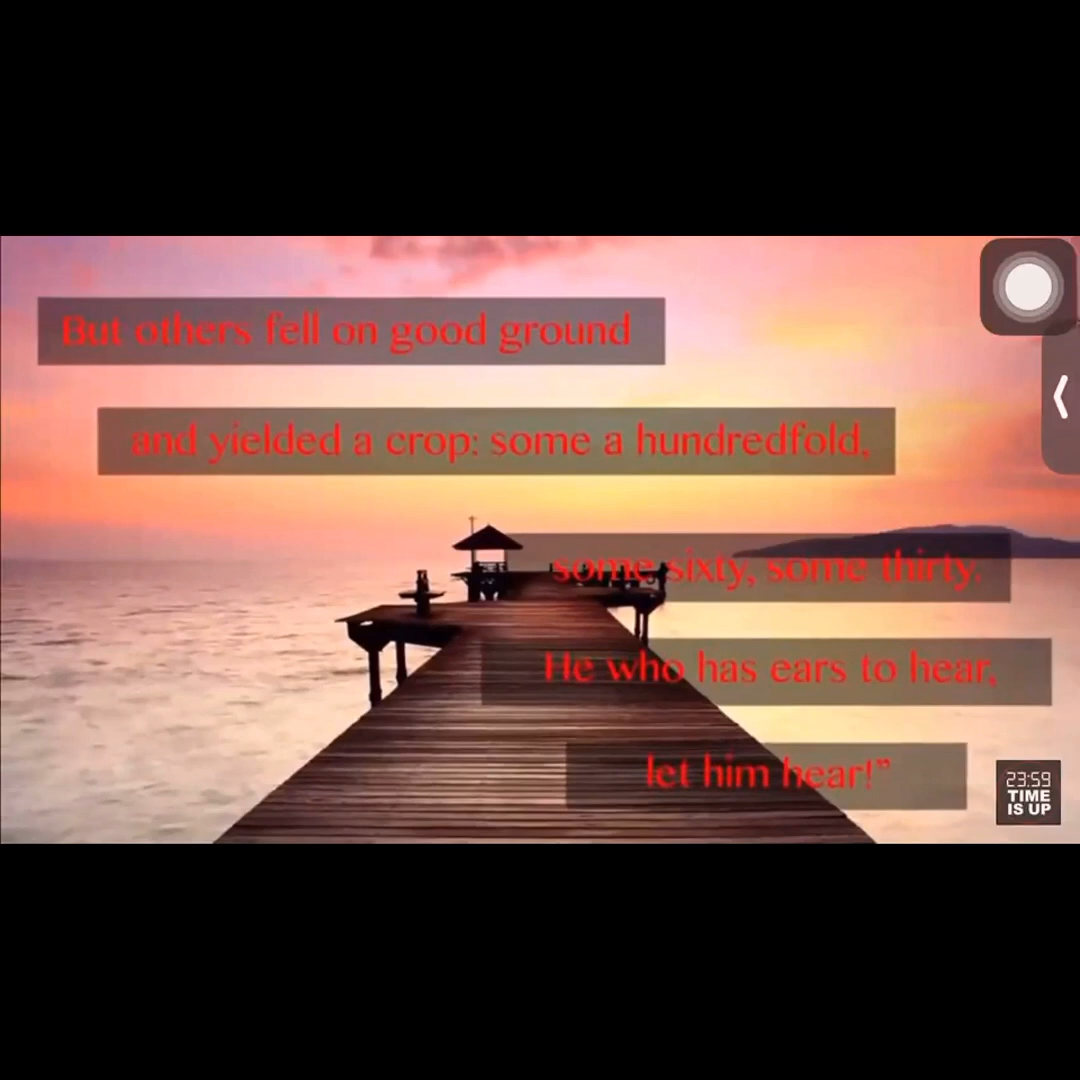 But others fell on good ground
and yielded a crop: some a hundredfold,
some sixty, some thirty.
He who has ears to hear,
let him hear!”
23:59
TIME
IS UP